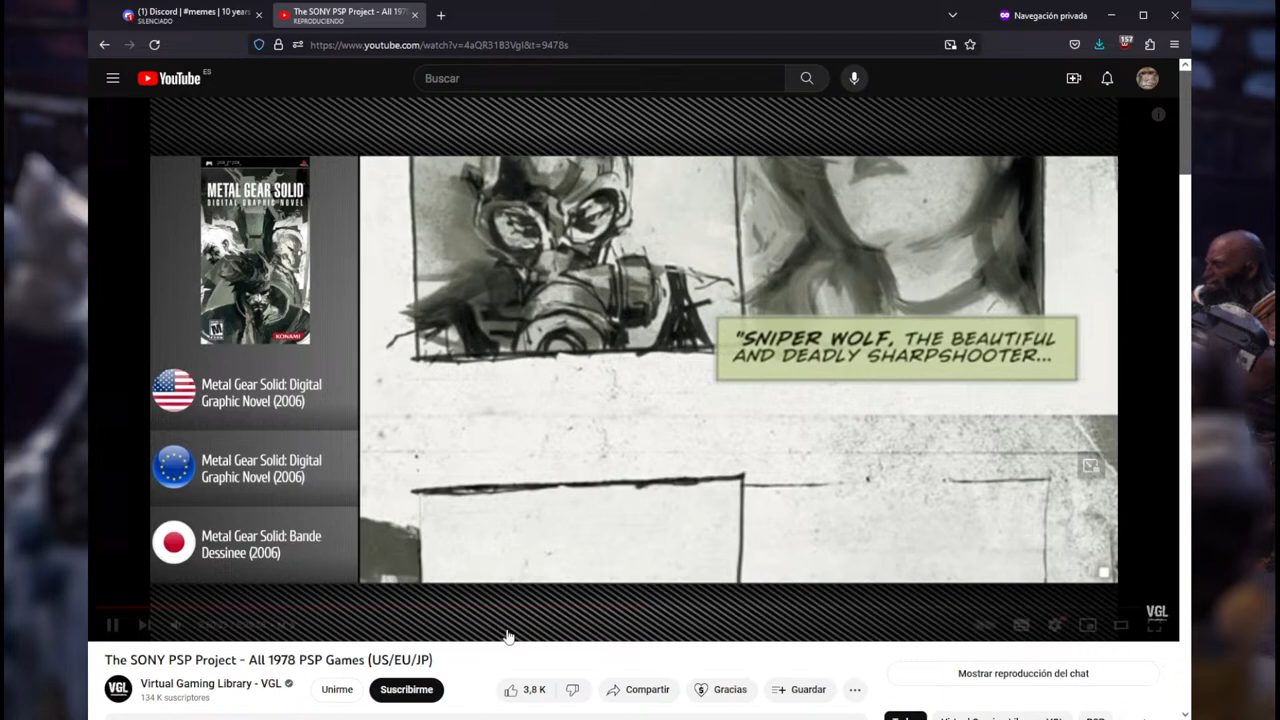 (1) Discord | #memes | 10 years
SILENCIADO
The SONY PSP Project - All 197
REPRODUCIENDO
Navegación privada
https://www.youtube.com/watch?v=4aQR3183VgI&t=9478s
157
YouTube ES
Buscar
METAL GEAR SOLID
DIGITAL GRAPHIC NOVEL
M
KONAMI
"SNIPER WOLF, THE BEAUTIFUL
AND DEADLY SHARPSHOOTER...
Metal Gear Solid: Digital
Graphic Novel (2006)
Metal Gear Solid: Digital
Graphic Novel (2006)
Metal Gear Solid: Bande
Dessinee (2006)
VGL
The SONY PSP Project - All 1978 PSP Games (US/EU/JP)
VGL
Virtual Gaming Library - VGL
134 K suscriptores
Unirme
Suscribirme
3,8 K
Compartir
Gracias
Guardar
Mostrar reproducción del chat